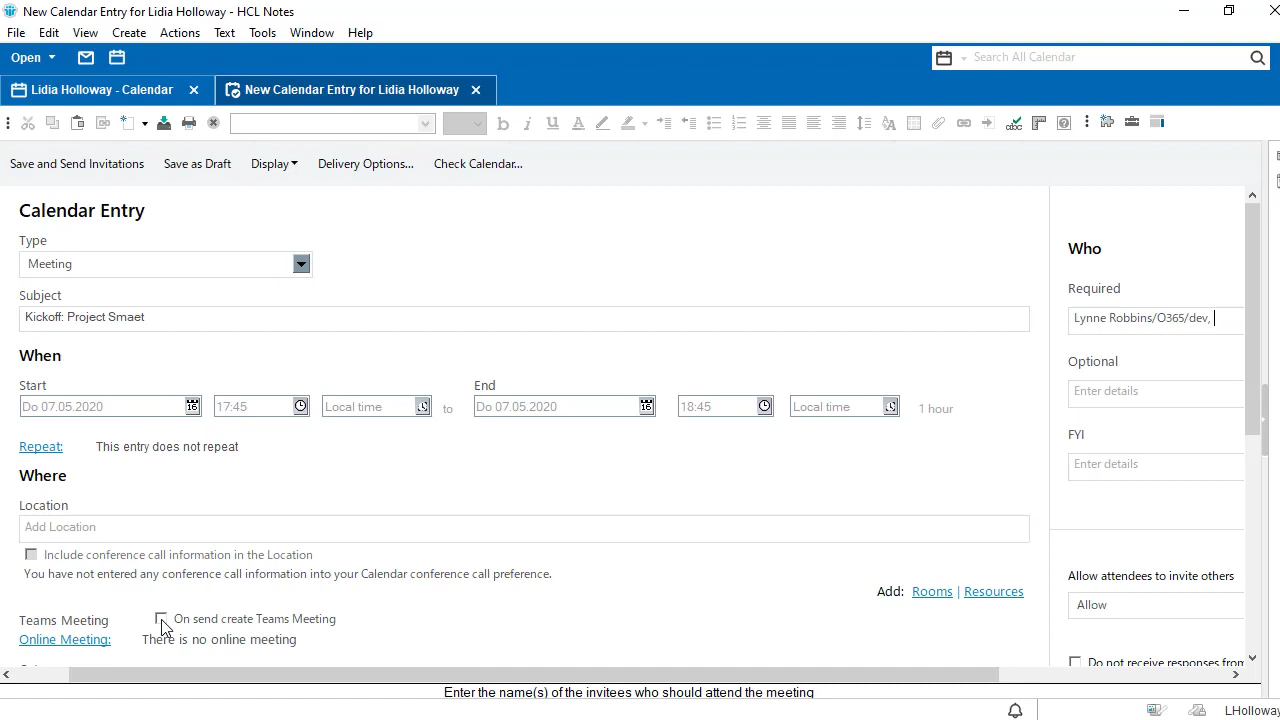 New Calendar Entry for Lidia Holloway - HCL Notes
File Edit View Create Actions Text Tools Window Help
Open Search All Calendar
Lidia Holloway - Calendar New Calendar Entry for Lidia Holloway
Save and Send Invitations Save as Draft Display Delivery Options... Check Calendar...
Calendar Entry
Type
Meeting
Subject
Kickoff: Project Smaet
When
Start End
Do 07.05.2020 16 17:45 Local time to Do 07.05.2020 16 18:45 Local time 1 hour
Repeat: This entry does not repeat
Where
Location
Add Location
Include conference call information in the Location
You have not entered any conference call information into your Calendar conference call preference.
Add: Rooms | Resources
Teams Meeting On send create Teams Meeting
Online Meeting: There is no online meeting
Who
Required
Lynne Robbins/O365/dev,
Optional
Enter details
FYI
Enter details
Allow attendees to invite others
Allow
Do not receive responses from
Enter the name(s) of the invitees who should attend the meeting
LHolloway